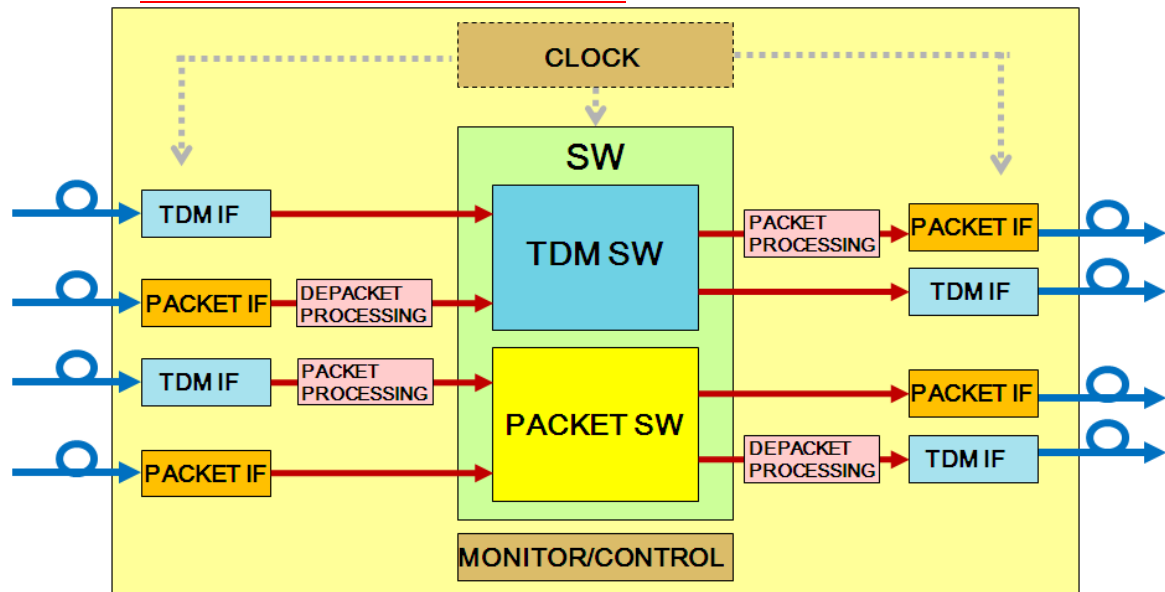 CLOCK
SW
TDM IF
TDM SW
PACKET
PROCESSING
PACKET IF
PACKET IF
DEPACKET
PROCESSING
TDM IF
TDM IF
PACKET
PROCESSING
PACKET SW
PACKET IF
PACKET IF
DEPACKET
PROCESSING
TDM IF
MONITOR/CONTROL